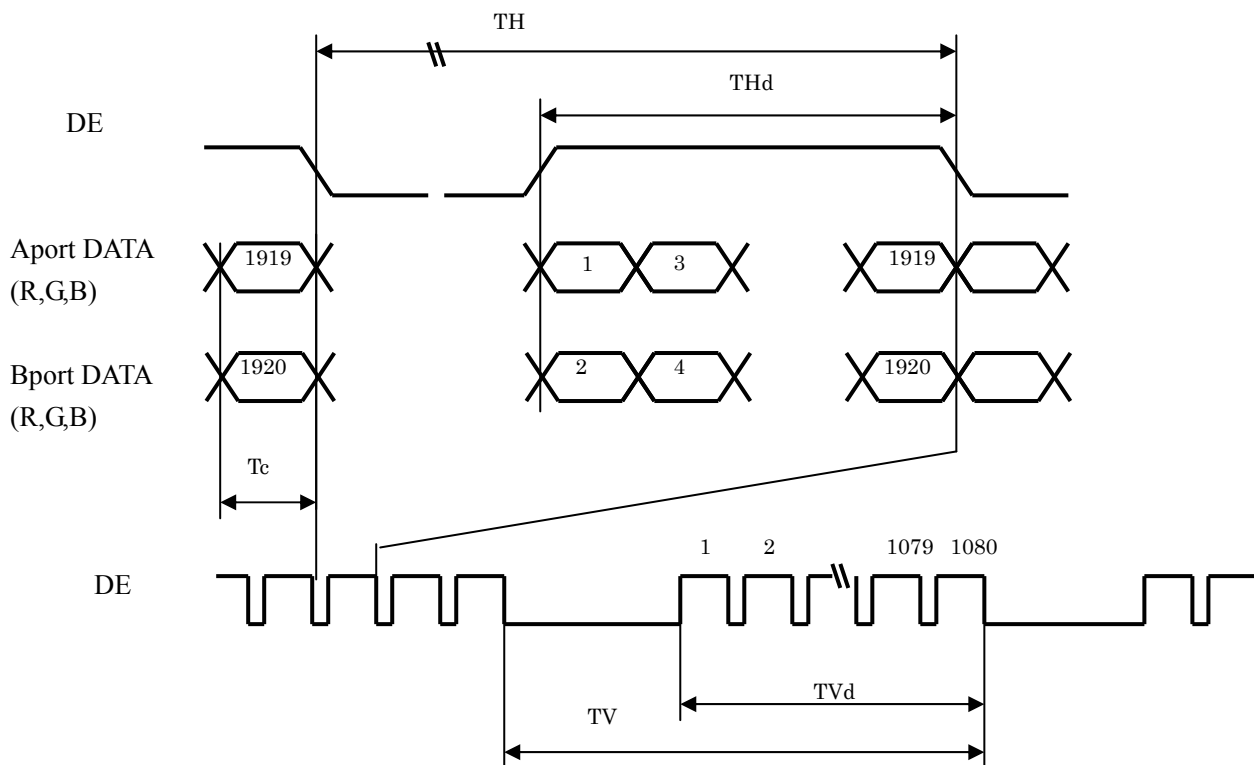 TH
THd
DE
Aport DATA
(R,G,B)
1919
1
3
1919
Bport DATA
(R,G,B)
1920
2
4
1920
Tc
1
2
1079
1080
DE
TVd
TV